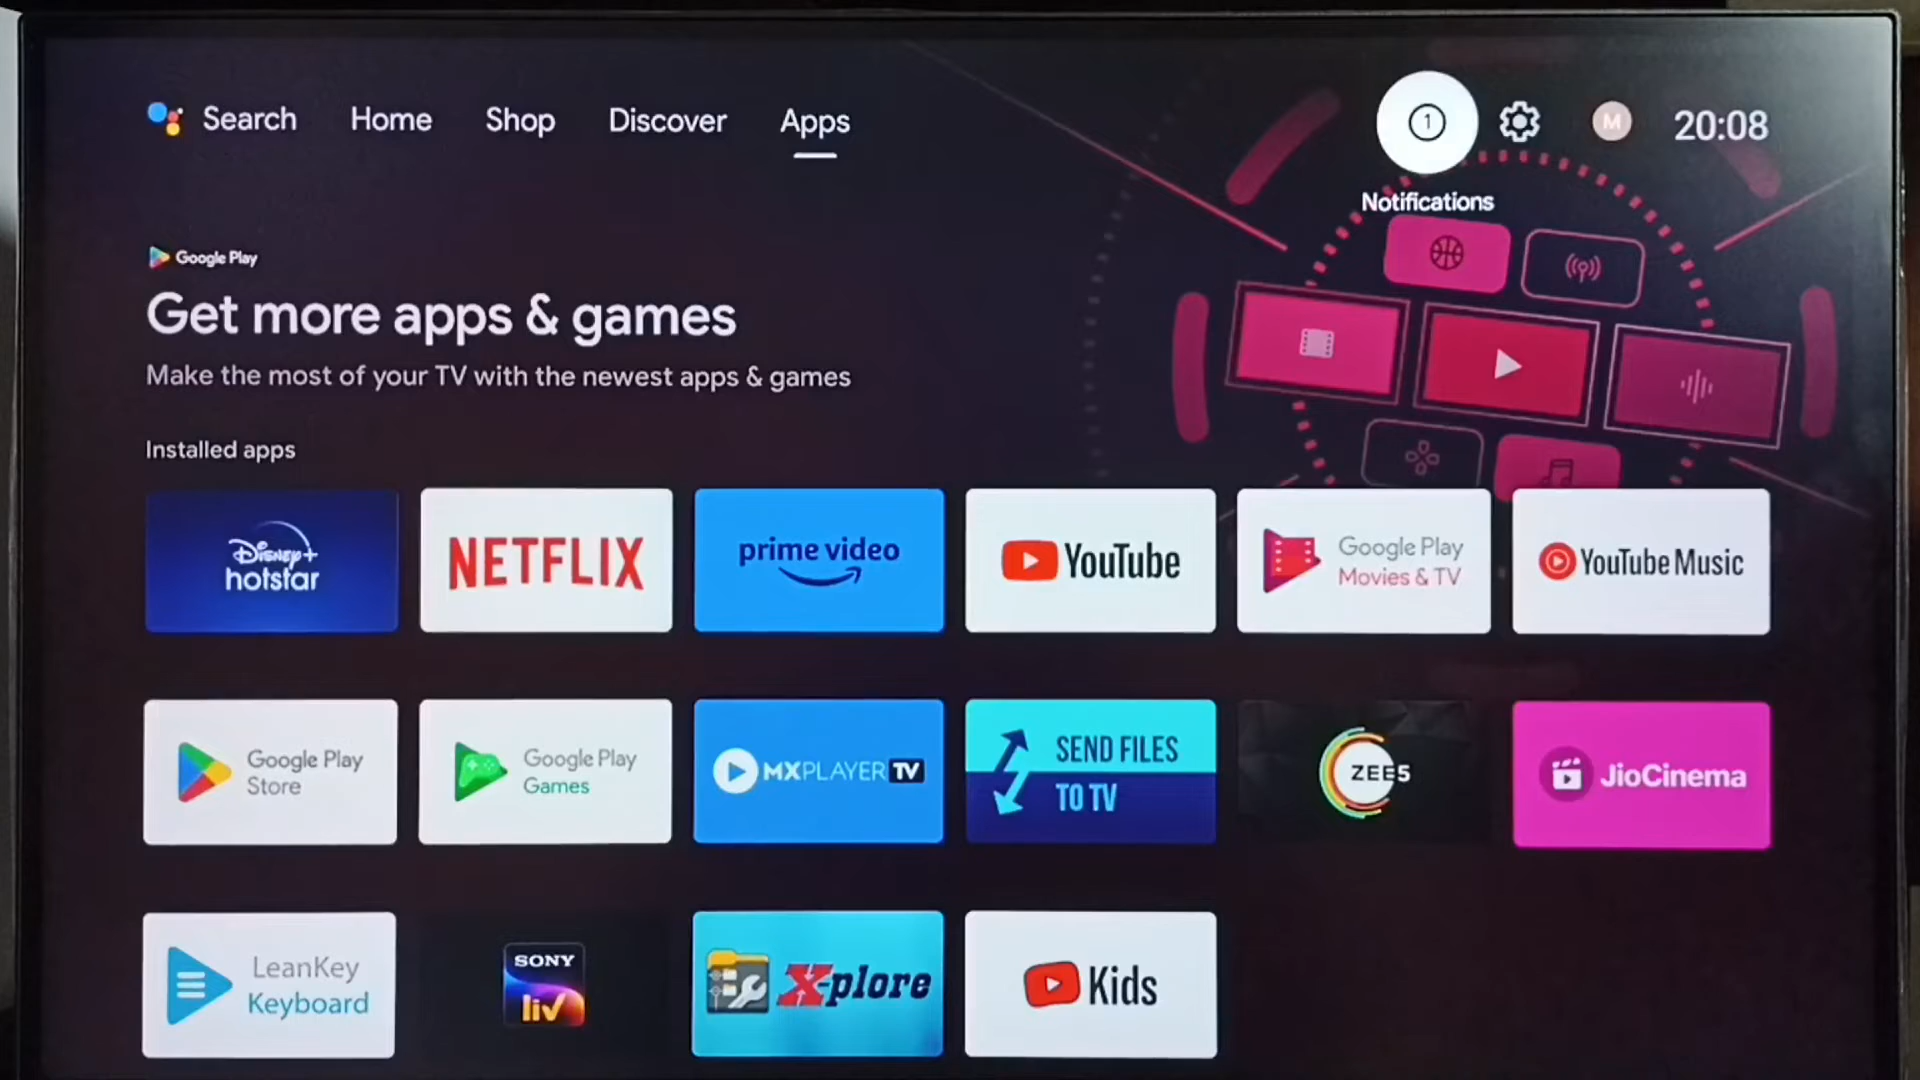 Search Home Shop Discover Apps
1
M
20:08
Notifications
Google Play
Get more apps & games
Make the most of your TV with the newest apps & games
Installed apps
Disney+
hotstar
NETFLIX
prime video
YouTube
Google Play
Movies & TV
YouTube Music
Google Play
Store
Google Play
Games
MXPLAYER TV
SEND FILES
TO TV
ZEE5
JioCinema
LeanKey
Keyboard
SONY
liv
X-plore
Kids